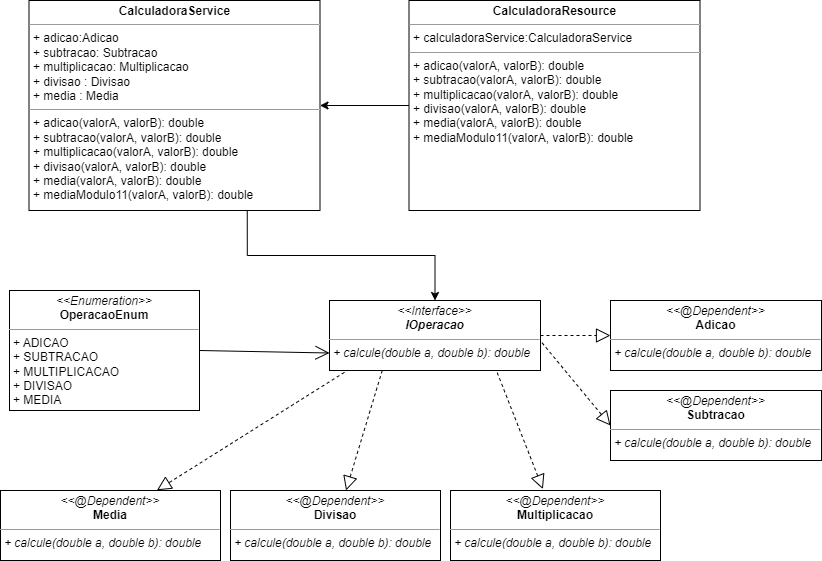 CalculadoraService
+ adicao:Adicao
+ subtracao: Subtracao
+ multiplicacao: Multiplicacao
+ divisao : Divisao
+ media : Media
+ adicao(valorA, valorB): double
+ subtracao(valorA, valorB): double
+ multiplicacao(valorA, valorB): double
+ divisao(valorA, valorB): double
+ media(valorA, valorB): double
+ mediaModulo11(valorA, valorB): double
CalculadoraResource
+ calculadoraService:CalculadoraService
+ adicao(valorA, valorB): double
+ subtracao(valorA, valorB): double
+ multiplicacao(valorA, valorB): double
+ divisao(valorA, valorB): double
+ media(valorA, valorB): double
+ mediaModulo11(valorA, valorB): double
<<Enumeration>>
OperacaoEnum
+ ADICAO
+ SUBTRACAO
+ MULTIPLICACAO
+ DIVISAO
+ MEDIA
<<Interface>>
IOperacao
+ calcule(double a, double b): double
<<@Dependent>>
Adicao
+ calcule(double a, double b): double
<<@Dependent>>
Subtracao
+ calcule(double a, double b): double
<<@Dependent>>
Media
+ calcule(double a, double b): double
<<@Dependent>>
Divisao
+ calcule(double a, double b): double
<<@Dependent>>
Multiplicacao
+ calcule(double a, double b): double